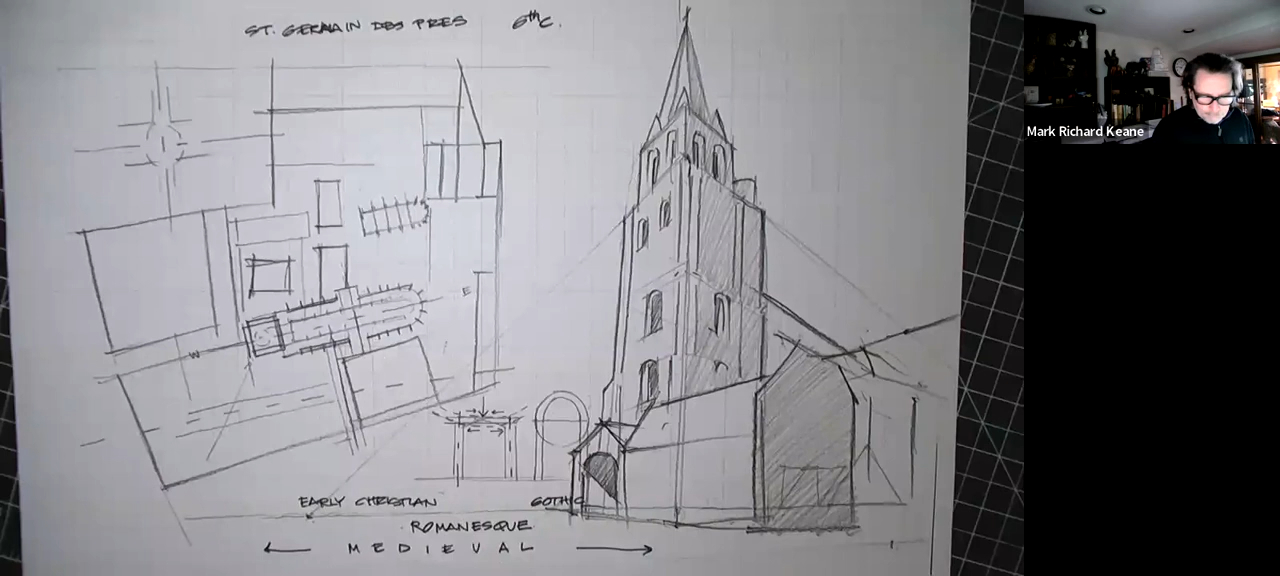 ST. GERMAIN DES PRES 6th C.
Mark Richard Keane
E
W
EARLY CHRISTIAN GOTHIC
ROMANESQUE
MEDIEVAL